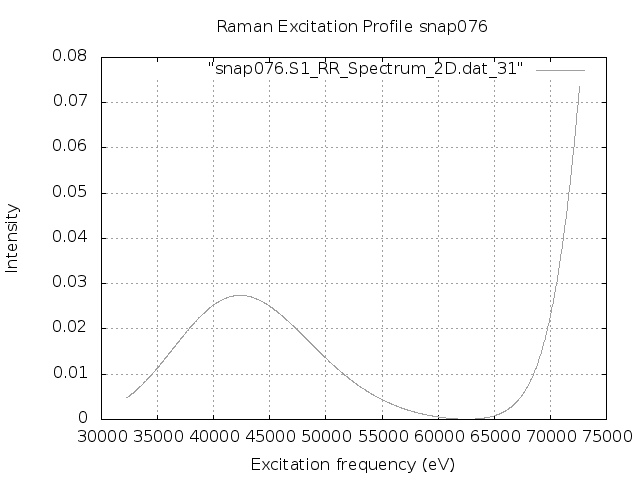 Raman Excitation Profile snap076
"snap076.S1_RR_Spectrum_2D.dat_31"
0.08
0.07
0.06
0.05
0.04
0.03
0.02
0.01
0
Intensity
30000 35000 40000 45000 50000 55000 60000 65000 70000 75000
Excitation frequency (eV)